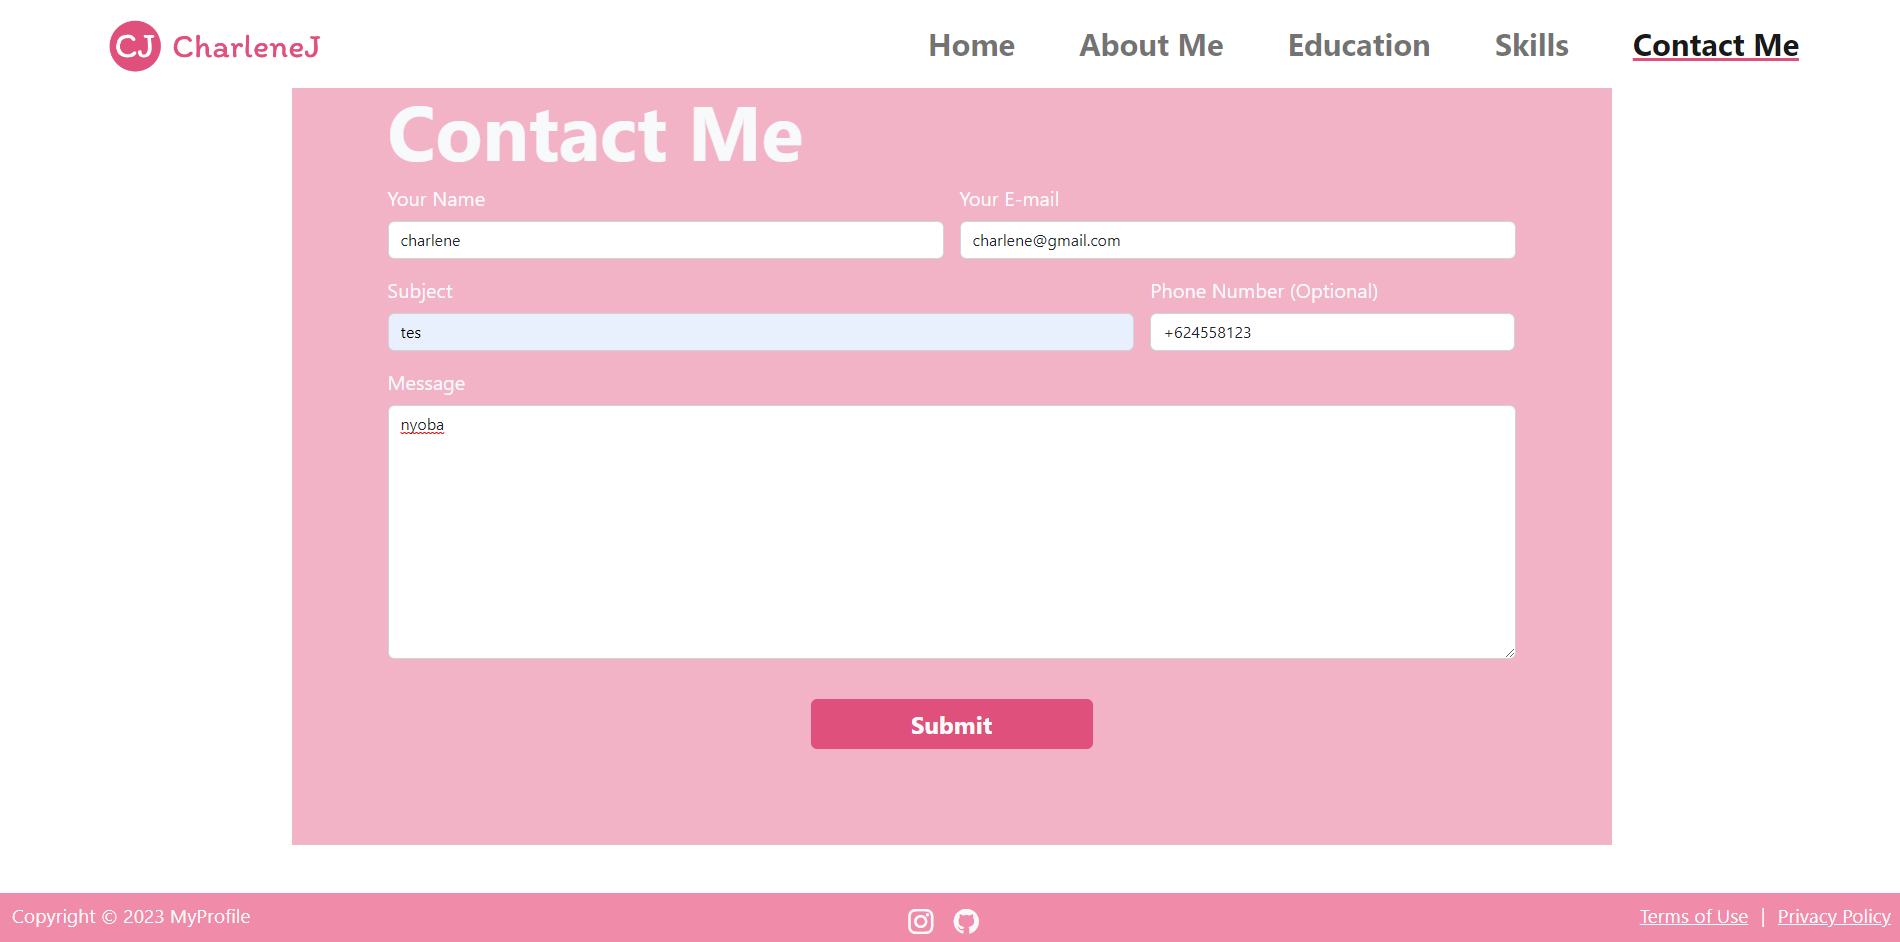 CJ CharleneJ Home About Me Education Skills Contact Me
Contact Me
Your Name Your E-mail
charlene charlene@gmail.com
Subject Phone Number (Optional)
tes +624558123
Message
nyoba
Submit
Copyright © 2023 MyProfile Terms of Use | Privacy Policy